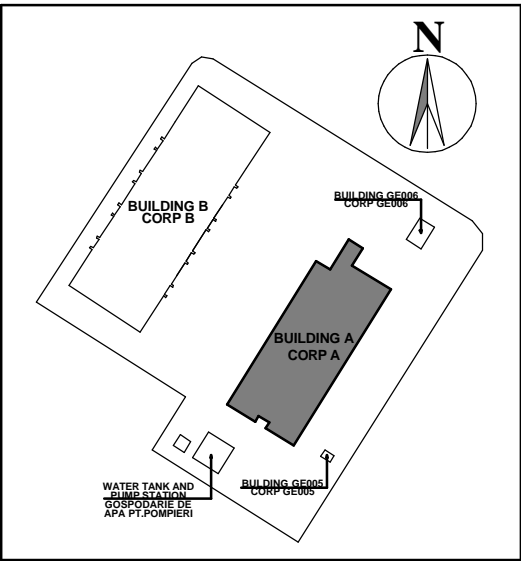 N
BUILDING GE006
CORP GE006
BUILDING B
CORP B
BUILDING A
CORP A
WATER TANK AND
PUMP STATION
GOSPODARIE DE
APA PT.POMPIERI
BULDING GE005
CORP GE005